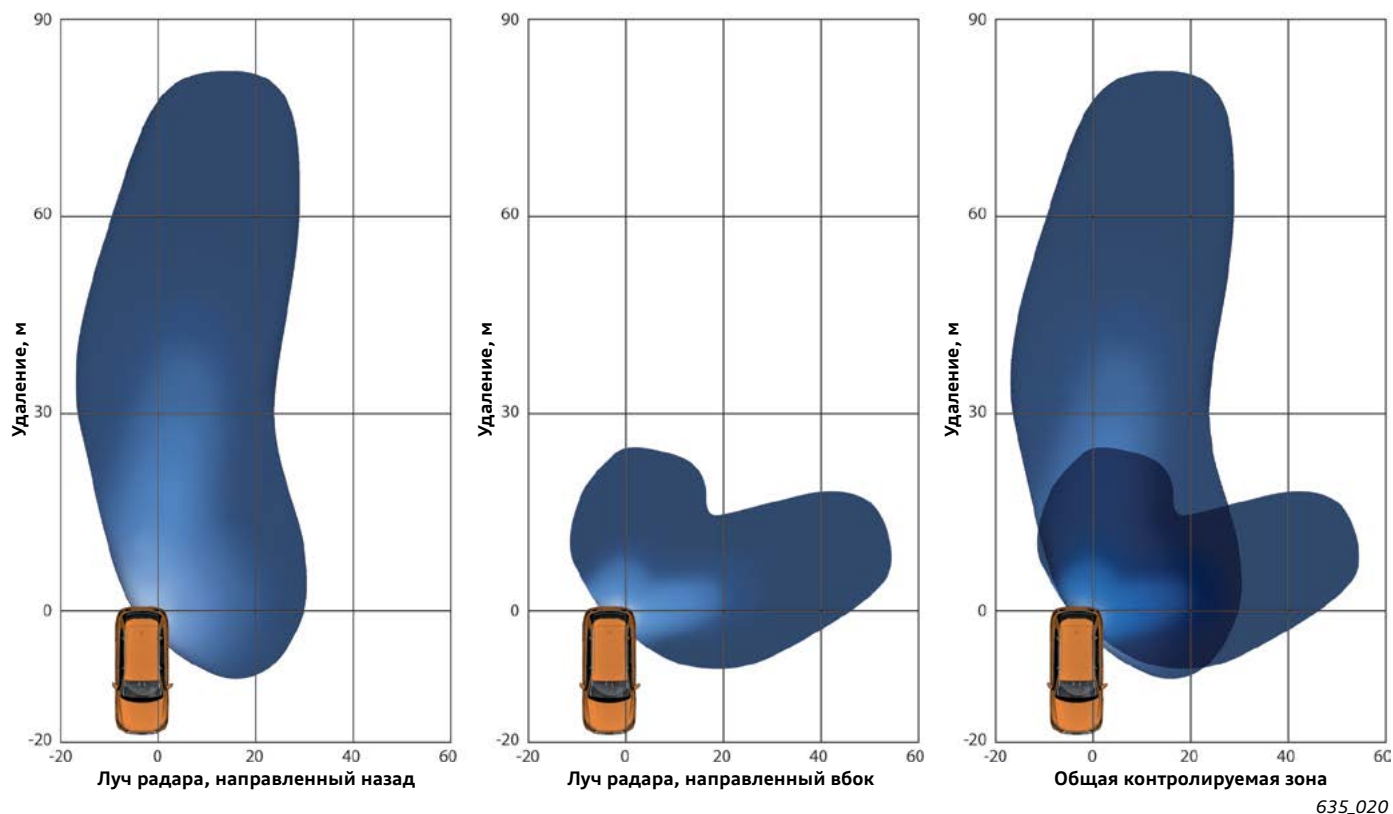 90
60
30
0
-20
-20 0 20 40 60
Удаление, м
Луч радара, направленный назад
90
60
30
0
-20
-20 0 20 40 60
Удаление, м
Луч радара, направленный вбок
90
60
30
0
-20
-20 0 20 40 60
Удаление, м
Общая контролируемая зона
635_020